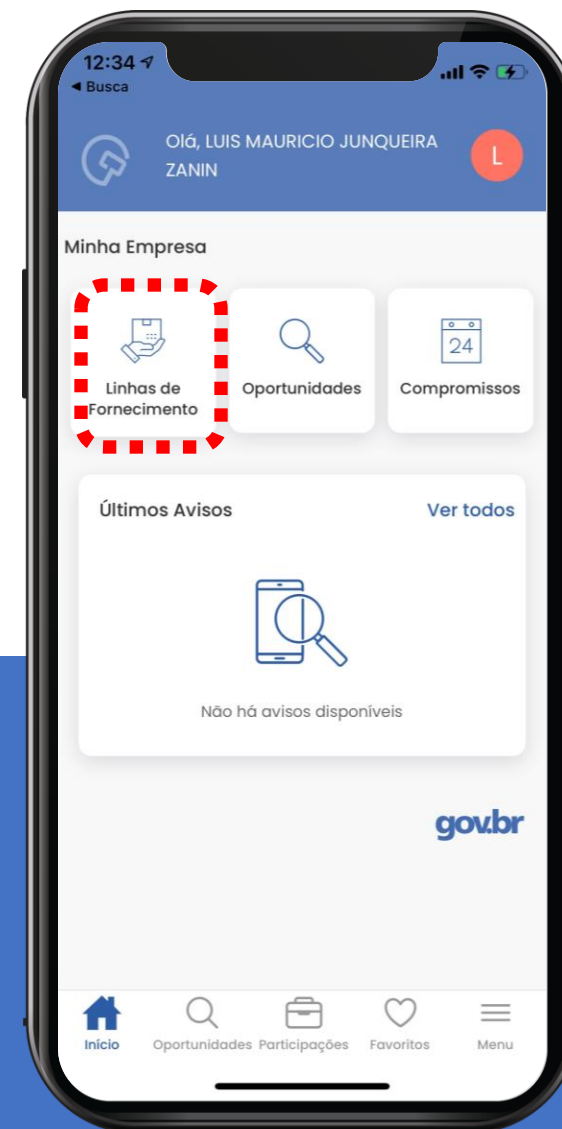 12:34
◄ Busca
Olá, LUIS MAURICIO JUNQUEIRA
ZANIN
L
Minha Empresa
24
Linhas de
Fornecimento
Oportunidades
Compromissos
Últimos Avisos
Ver todos
Não há avisos disponíveis
gov.br
Início
Oportunidades
Participações
Favoritos
Menu